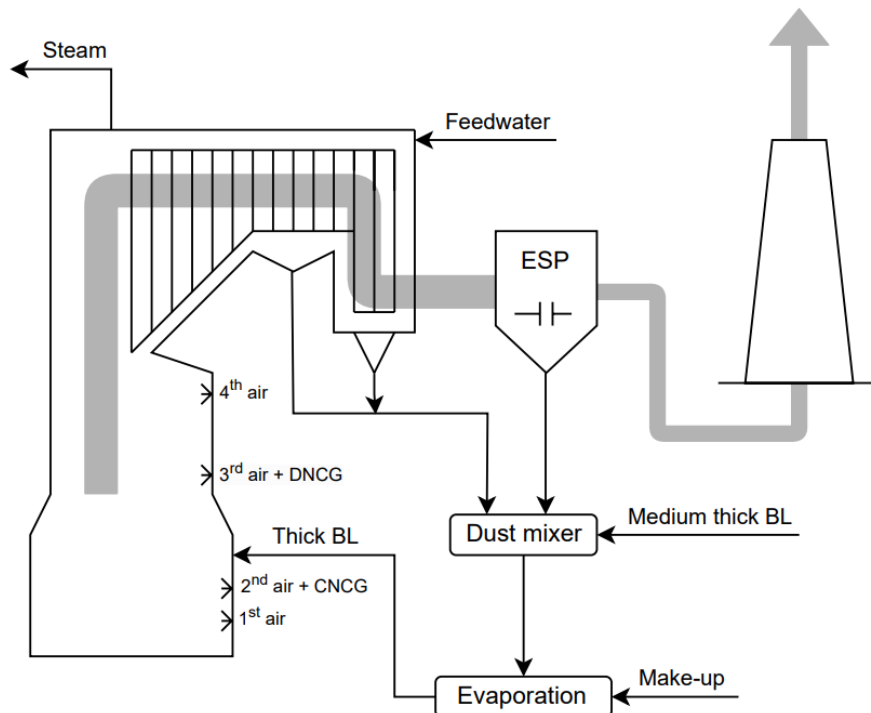 Steam
Feedwater
ESP
4th air
3rd air + DNCG
Medium thick BL
Dust mixer
Thick BL
2nd air + CNCG
1st air
Make-up
Evaporation